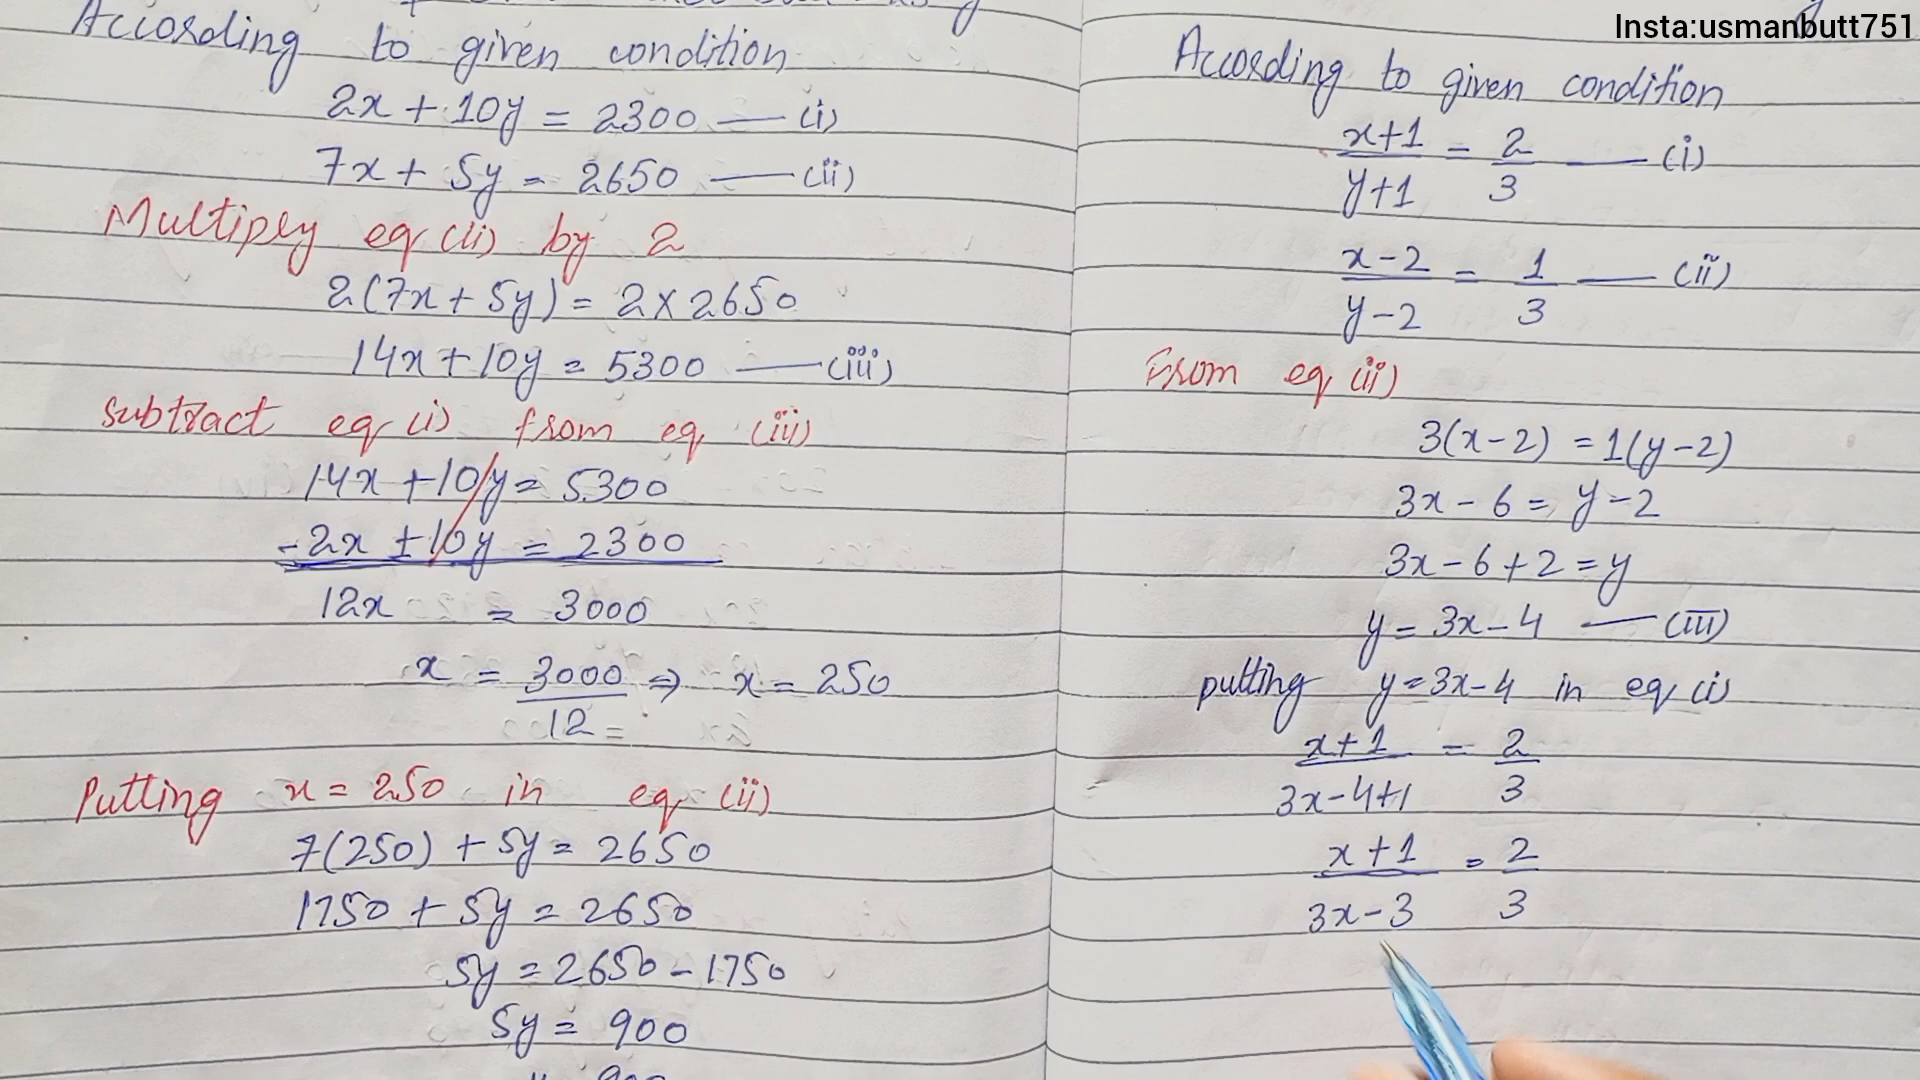 According to given condition
2x + 10y = 2300 — (i)
7x + 5y = 2650 — (ii)
Multiply eq (ii) by 2
2(7x + 5y) = 2 × 2650
14x + 10y = 5300 — (iii)
subtract eq (i) from eq (iii)
14x + 10y = 5300
-2x ± 10y = 2300
12x = 3000
x = 3000/12 ⇒ x = 250
Putting x = 250 in eq (ii)
7(250) + 5y = 2650
1750 + 5y = 2650
5y = 2650 - 1750
5y = 900
Insta:usmanbutt751
According to given condition
x+1/y+1 = 2/3 — (i)
x-2/y-2 = 1/3 — (ii)
From eq (ii)
3(x-2) = 1(y-2)
3x - 6 = y - 2
3x - 6 + 2 = y
y = 3x - 4 — (iii)
putting y = 3x - 4 in eq (i)
x+1/3x-4+1 = 2/3
x+1/3x-3 = 2/3